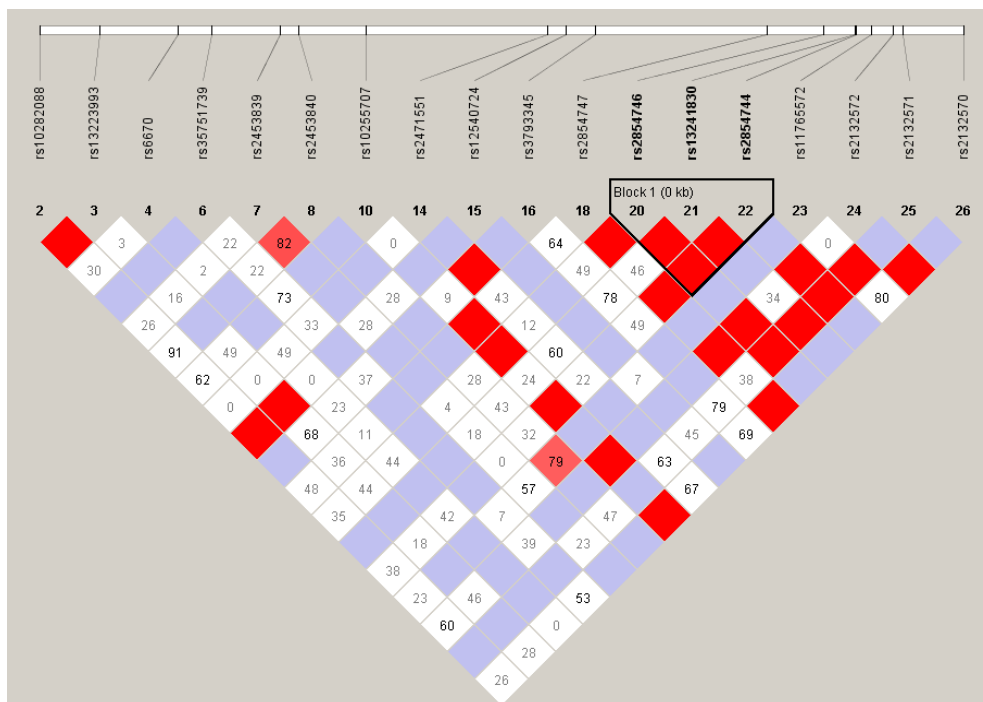 rs10282088
rs13223993
rs6670
rs35751739
rs2453839
rs2453840
rs10255707
rs2471551
rs12540724
rs3793345
rs2854747
rs2854746
rs13241830
rs2854744
rs11765572
rs2132572
rs2132571
rs2132570
Block 1 (0 kb)
2 3 4 6 7 8 10 14 15 16 18 20 21 22 23 24 25 26
3 22 82 0 64 0
30 2 22 49 46
16 73 28 9 43 78 34 80
26 33 28 12 49
91 49 49 60
62 0 0 37 28 24 22 7 38
0 23 4 43 79
68 11 18 32 45 69
36 44 0 79 63
48 44 57 67
35 42 7 47
18 39 23
38
23 46 53
60 0
28
26